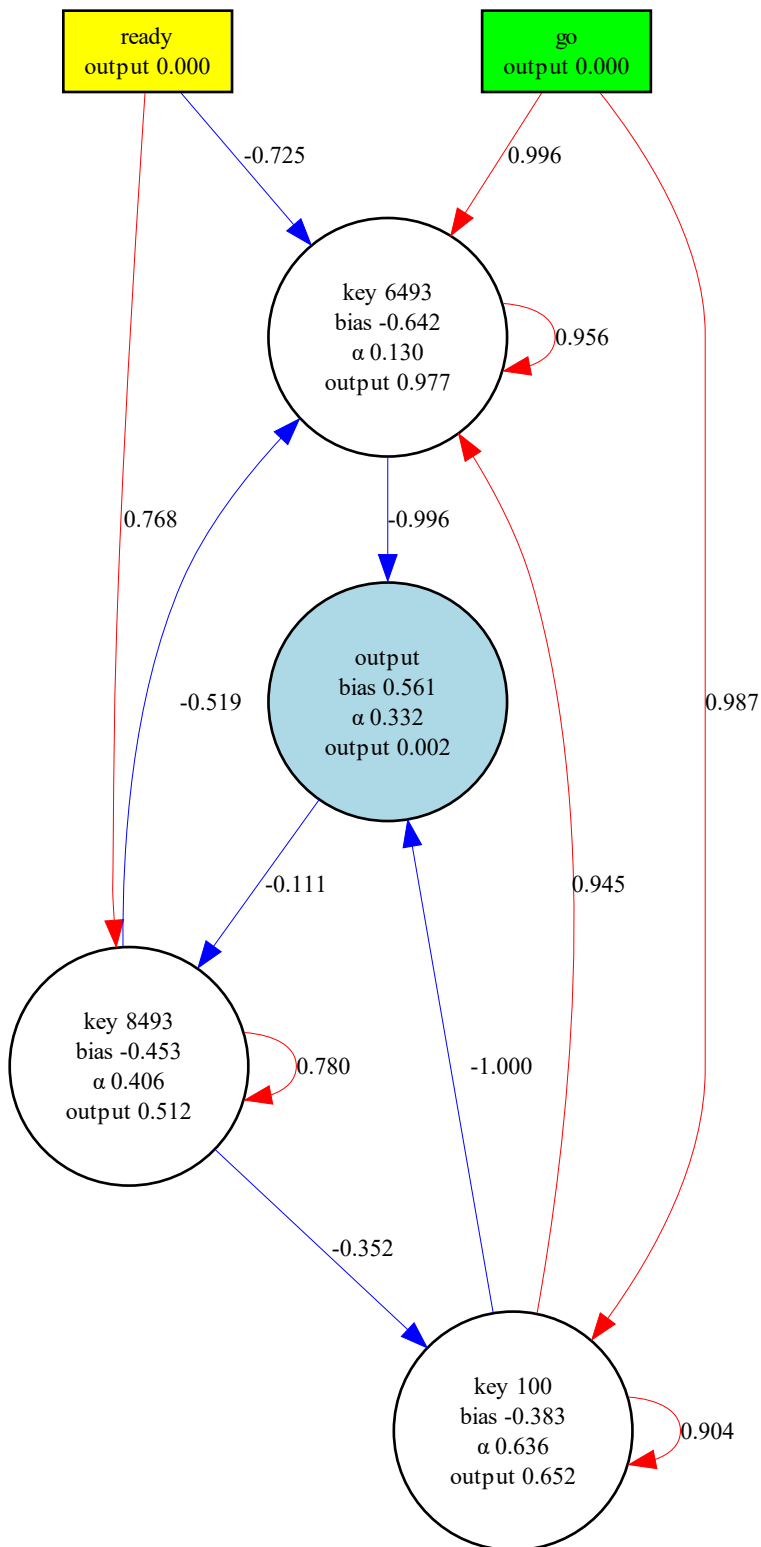 ready
output 0.000
go
output 0.000
-0.725
0.996
key 6493
bias -0.642
α 0.130
output 0.977
0.956
0.768
-0.996
output
bias 0.561
α 0.332
output 0.002
-0.519
0.987
-0.111
0.945
key 8493
bias -0.453
α 0.406
output 0.512
0.780
-1.000
-0.352
key 100
bias -0.383
α 0.636
output 0.652
0.904